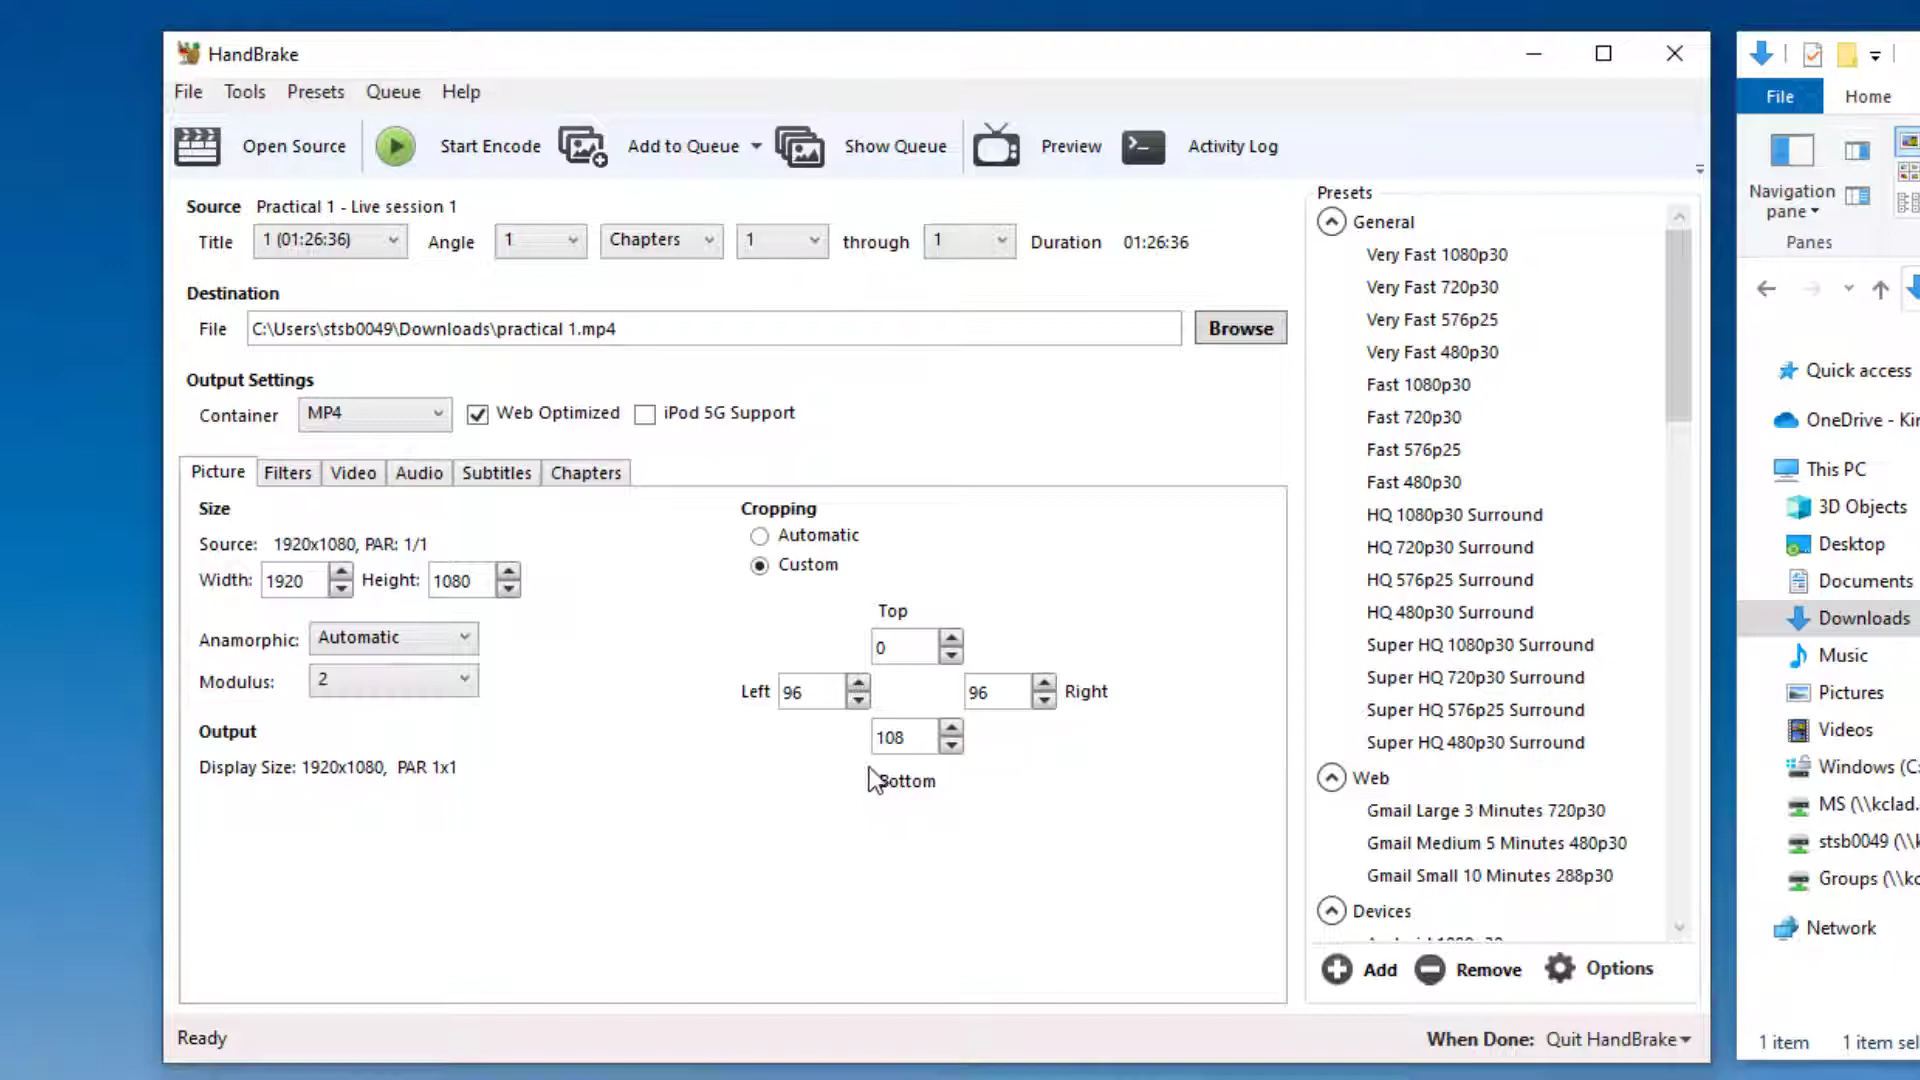 HandBrake
File Tools Presets Queue Help
Open Source Start Encode Add to Queue Show Queue Preview Activity Log
Source Practical 1 - Live session 1
Title 1 (01:26:36) Angle 1 Chapters 1 through 1 Duration 01:26:36
Destination
File C:\Users\stsb0049\Downloads\practical 1.mp4 Browse
Output Settings
Container MP4 Web Optimized iPod 5G Support
Picture Filters Video Audio Subtitles Chapters
Size
Source: 1920x1080, PAR: 1/1
Width: 1920 Height: 1080
Anamorphic: Automatic
Modulus: 2
Output
Display Size: 1920x1080, PAR 1x1
Cropping
Automatic
Custom
Top
0
Left 96 96 Right
108
Bottom
Presets
General
Very Fast 1080p30
Very Fast 720p30
Very Fast 576p25
Very Fast 480p30
Fast 1080p30
Fast 720p30
Fast 576p25
Fast 480p30
HQ 1080p30 Surround
HQ 720p30 Surround
HQ 576p25 Surround
HQ 480p30 Surround
Super HQ 1080p30 Surround
Super HQ 720p30 Surround
Super HQ 576p25 Surround
Super HQ 480p30 Surround
Web
Gmail Large 3 Minutes 720p30
Gmail Medium 5 Minutes 480p30
Gmail Small 10 Minutes 288p30
Devices
Add Remove Options
Ready
When Done: Quit HandBrake
File Home
Navigation
pane
Panes
Quick access
OneDrive - Kin
This PC
3D Objects
Desktop
Documents
Downloads
Music
Pictures
Videos
Windows (C:
MS (\\kclad.
stsb0049 (\\k
Groups (\\kc
Network
1 item 1 item sel